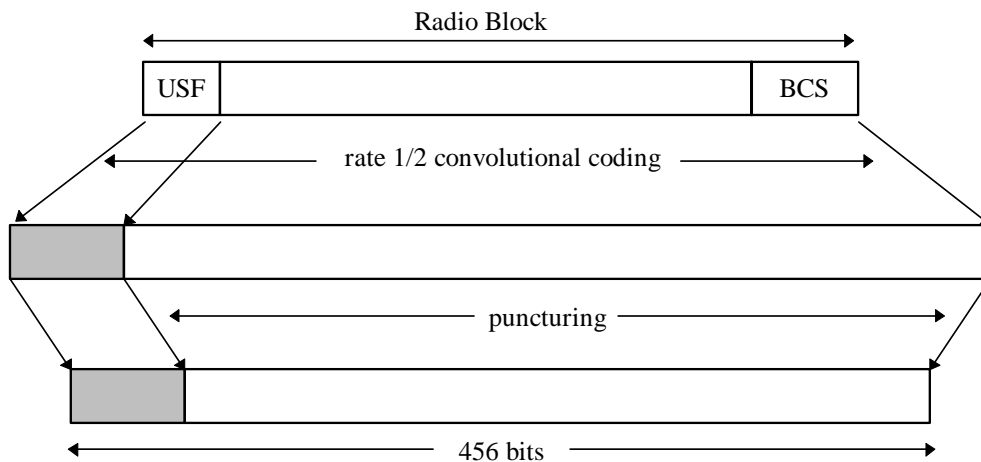 Radio Block
USF BCS
rate 1/2 convolutional coding
puncturing
456 bits